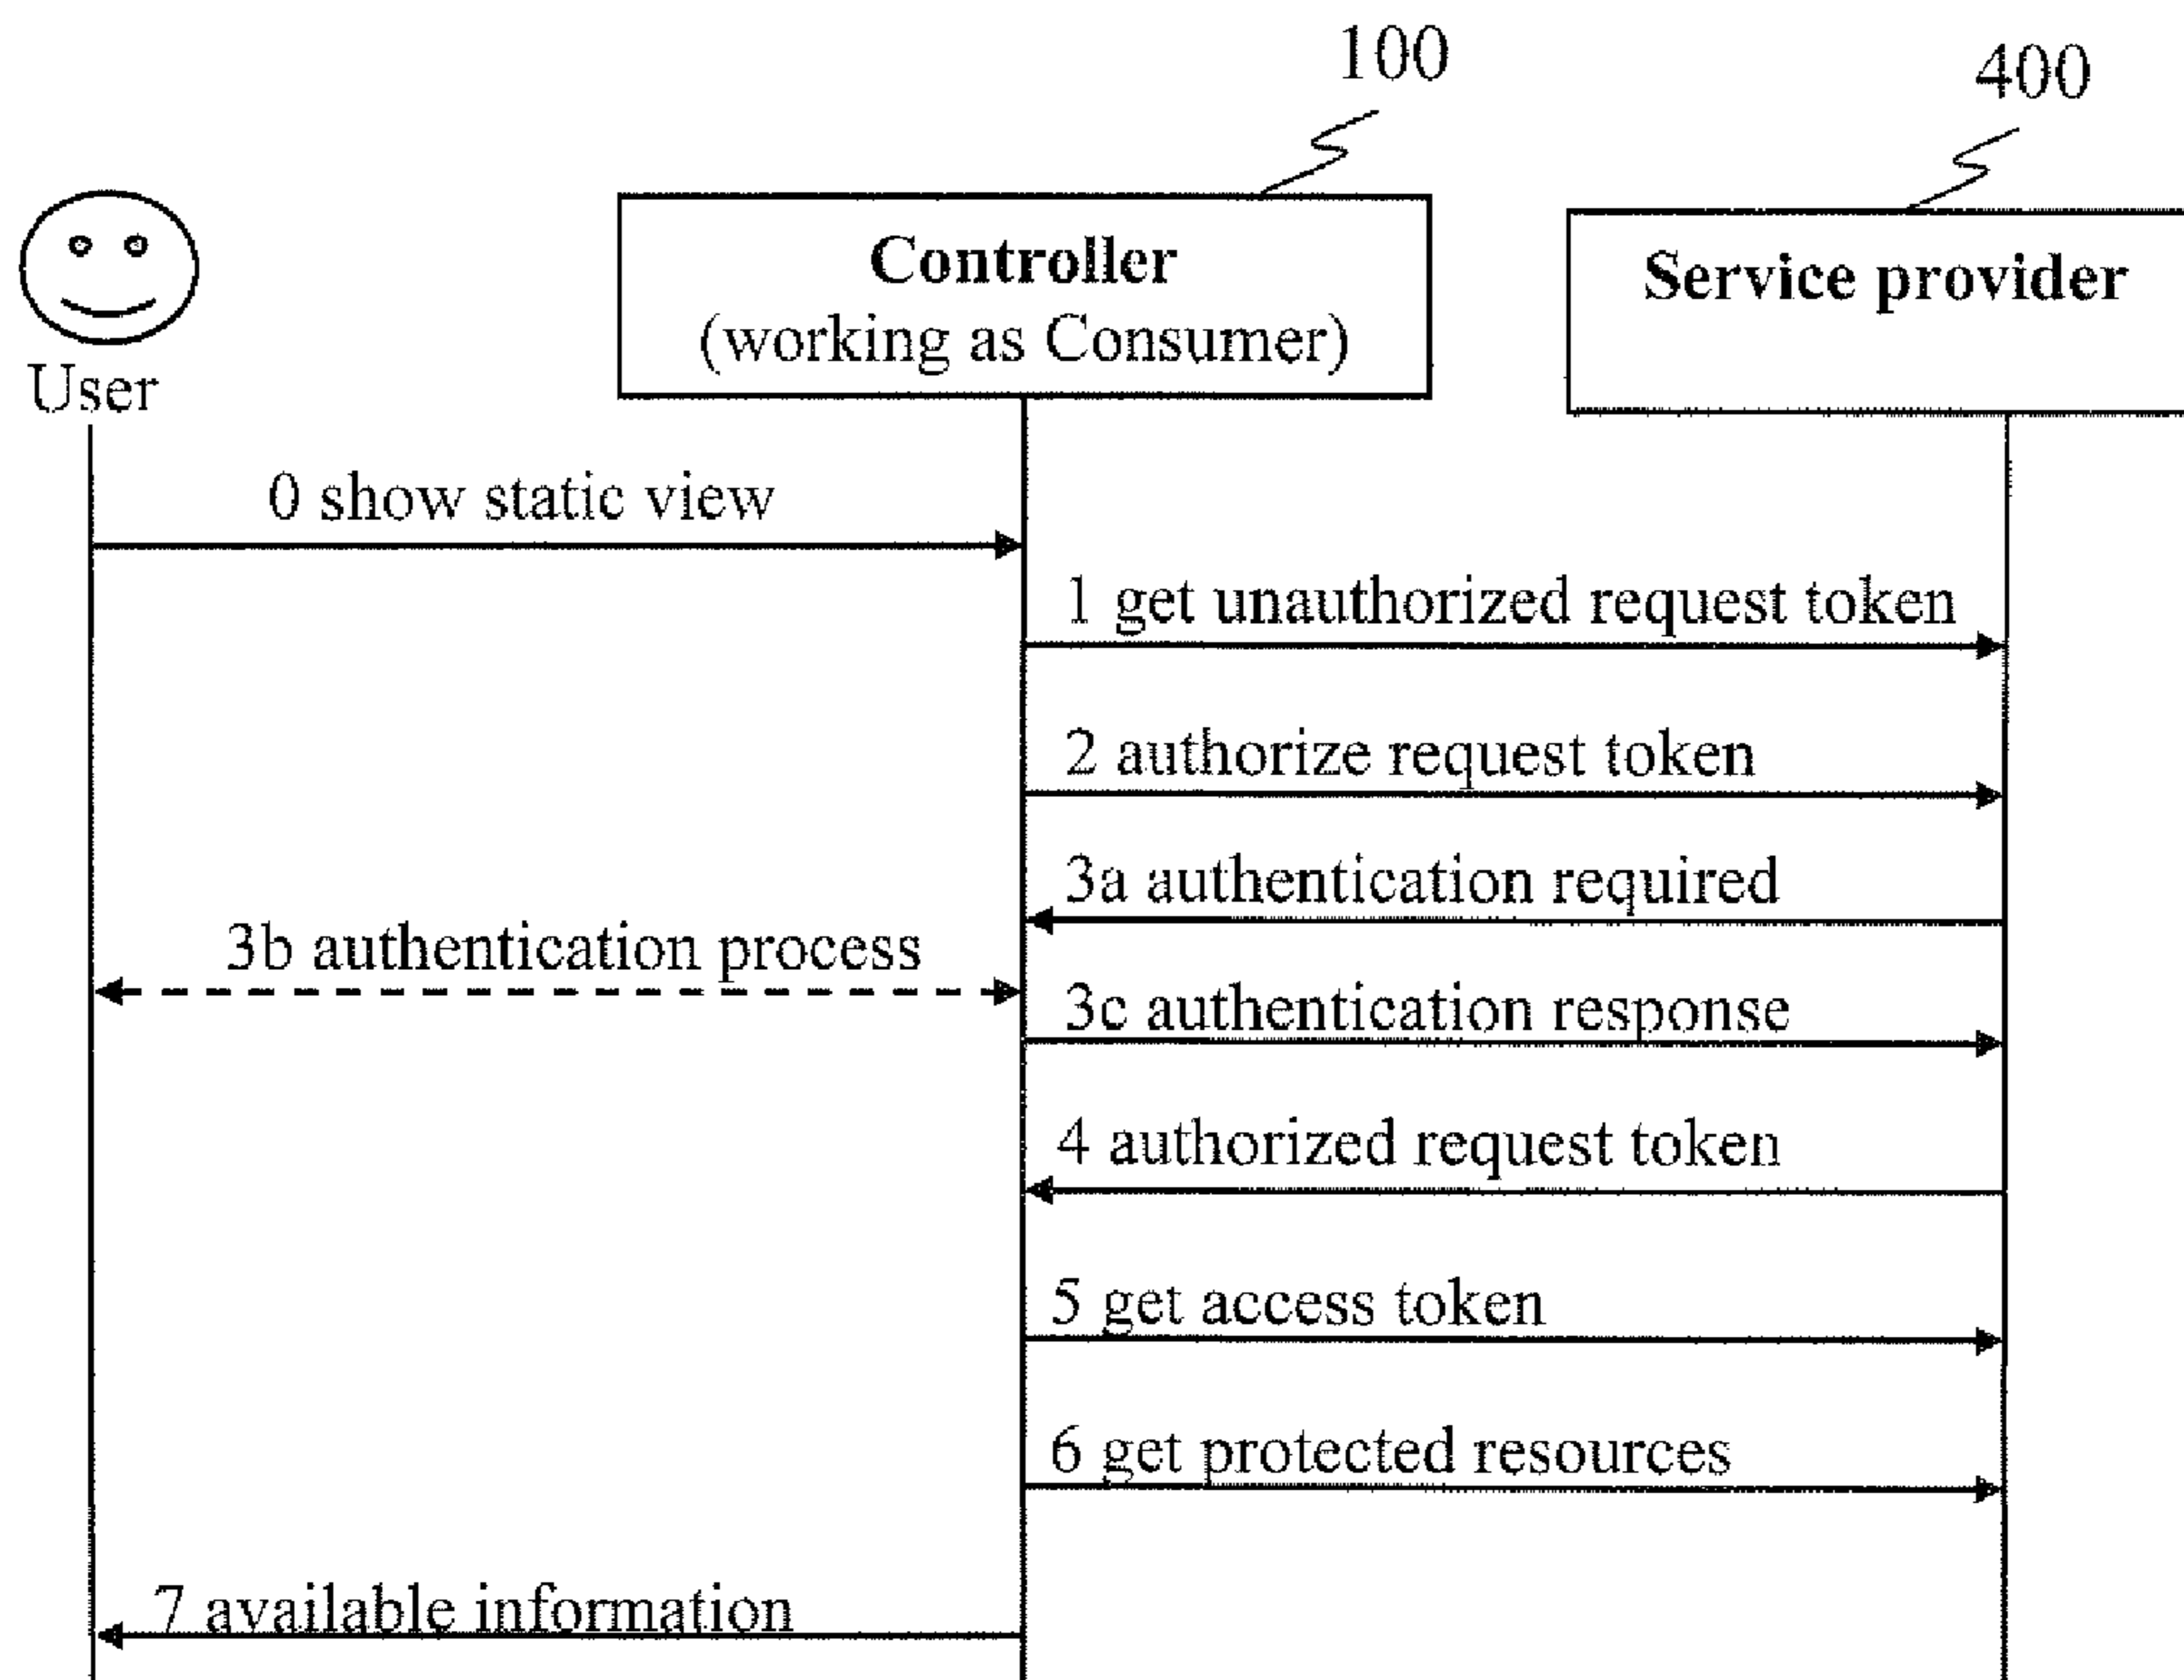 100
400
Controller
(working as Consumer)
Service provider
User
0 show static view
1 get unauthorized request token
2 authorize request token
3a authentication required
3b authentication process
3c authentication response
4 authorized request token
5 get access token
6 get protected resources
7 available information